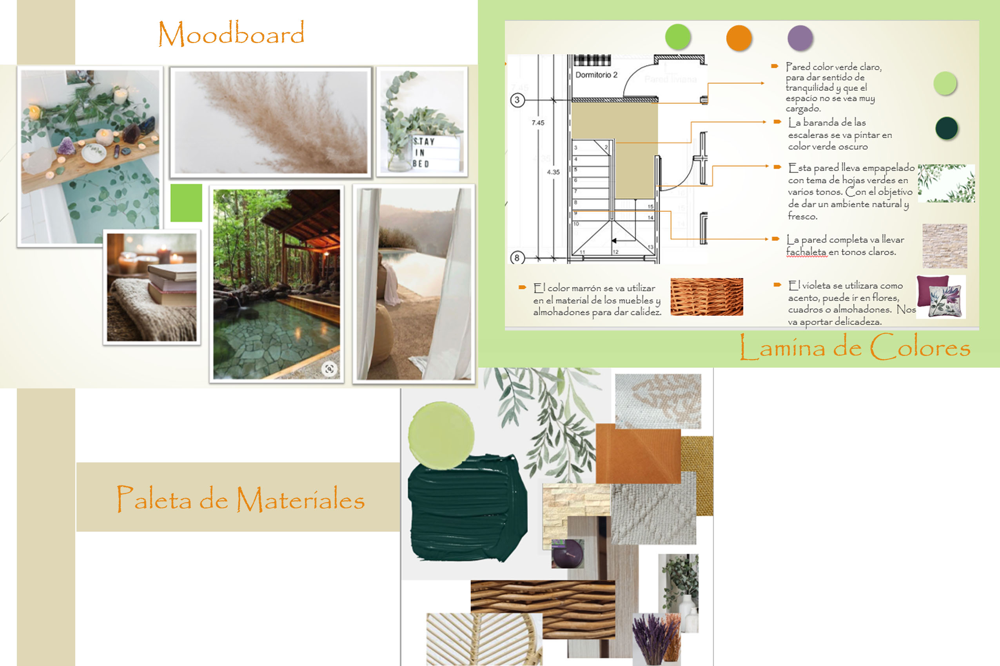 Moodboard
STAY
IN
BED
Dormitorio 2
Pared liviana
7.45
3
7.45
4.35
4.35
3
2
4
5
6
7
8
9
10
11
12
13
14
15
15
14
8
Pared color verde claro,
para dar sentido de
tranquilidad y que el
espacio no se vea muy
cargado.
La baranda de las
escaleras se va pintar en
color verde oscuro
Esta pared lleva empapelado
con tema de hojas verdes en
varios tonos. Con el objetivo
de dar un ambiente natural y
fresco.
La pared completa va llevar
fachaleta en tonos claros.
El color marrón se va utilizar
en el material de los muebles y
almohadones para dar calidez.
El violeta se utilizara como
acento, puede ir en flores,
cuadros o almohadones. Nos
va aportar delicadeza.
Lamina de Colores
Paleta de Materiales